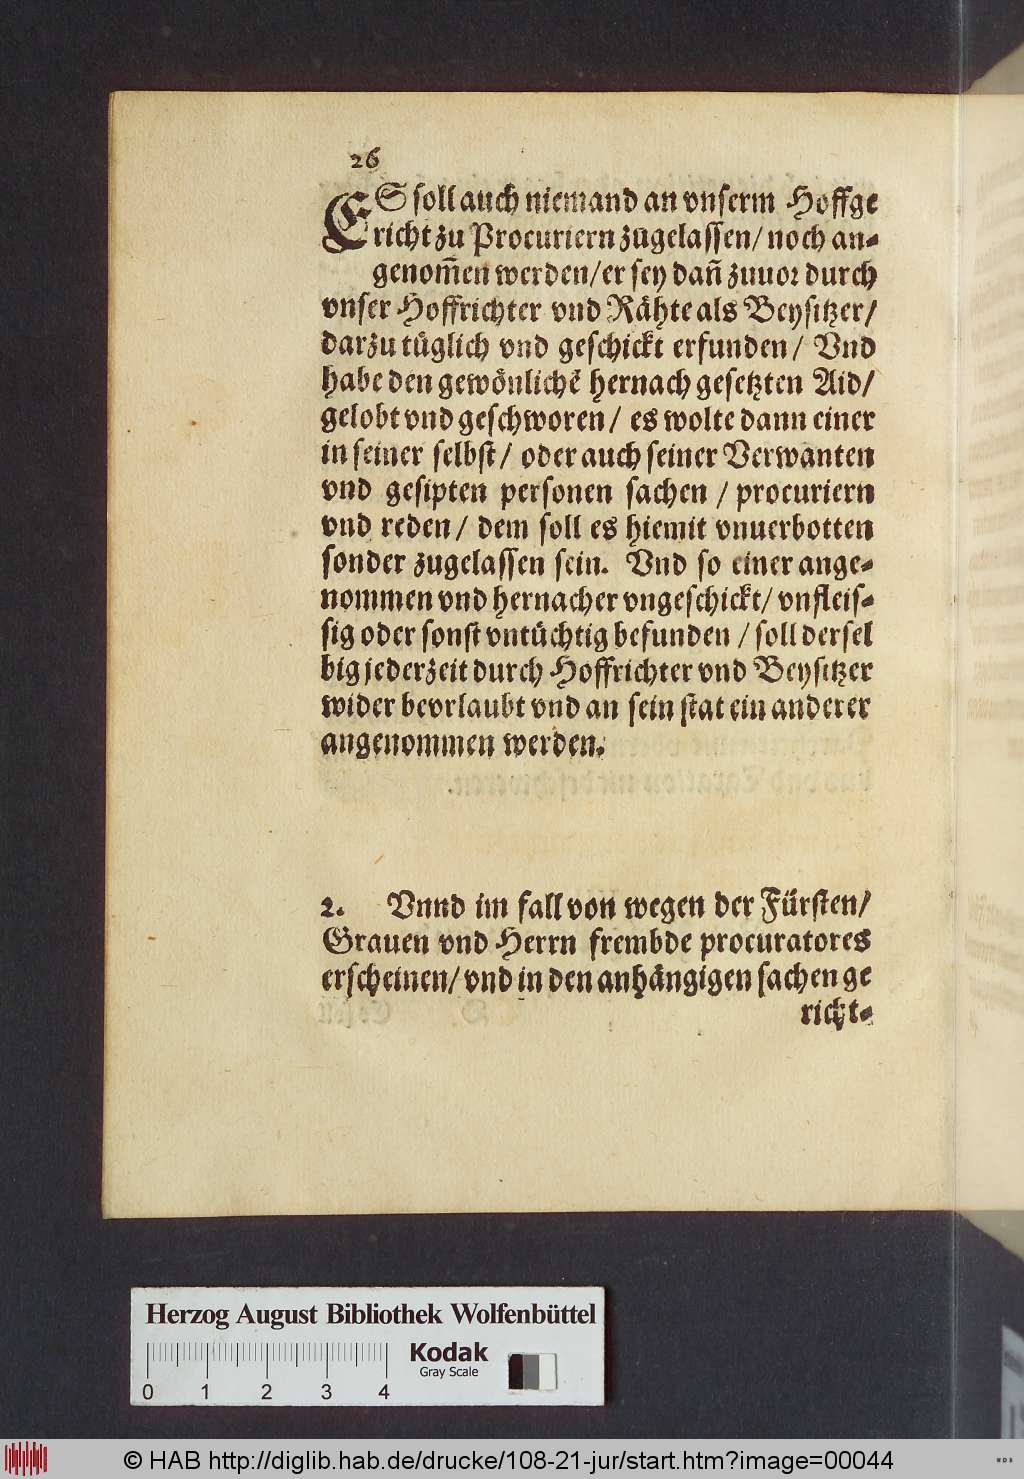 26
ES soll auch niemand an vnserm Hoffge
richt zu Procuriern zugelassen/ noch an-
genom̃en werden/ er sey dañ zuuor durch
vnser Hoffrichter vnd Rähte als Beysitzer/
darzu tüglich vnd geschickt erfunden/ Vnd
habe den gewönlichẽ hernach gesetzten Aid/
gelobt vnd geschworen/ es wolte dann einer
in seiner selbst/ oder auch seiner Verwanten
vnd gesipten personen sachen / procuriern
vnd reden/ dem soll es hiemit vnuerbotten
sonder zugelassen sein. Vnd so einer ange-
nommen vnd hernacher vngeschickt/ vnfleis-
sig oder sonst vntüchtig befunden / soll dersel
big jederzeit durch Hoffrichter vnd Beysitzer
wider beorlaubt vnd an sein stat ein anderer
angenommen werden.
2. Vnnd im fall von wegen der Fürsten/
Grauen vnd Herrn frembde procuratores
erscheinen/ vnd in den anhängigen sachen ge
richt-
Herzog August Bibliothek Wolfenbüttel
Kodak
Gray Scale
0 1 2 3 4
© HAB http://diglib.hab.de/drucke/108-21-jur/start.htm?image=00044